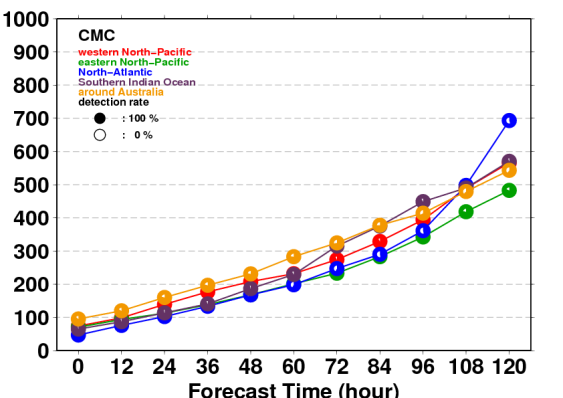 CMC
western North−Pacific
eastern North−Pacific
North−Atlantic
Southern Indian Ocean
around Australia
detection rate
: 100 %
: 0 %
1000
900
800
700
600
500
400
300
200
100
0
0 12 24 36 48 60 72 84 96 108 120
Forecast Time (hour)